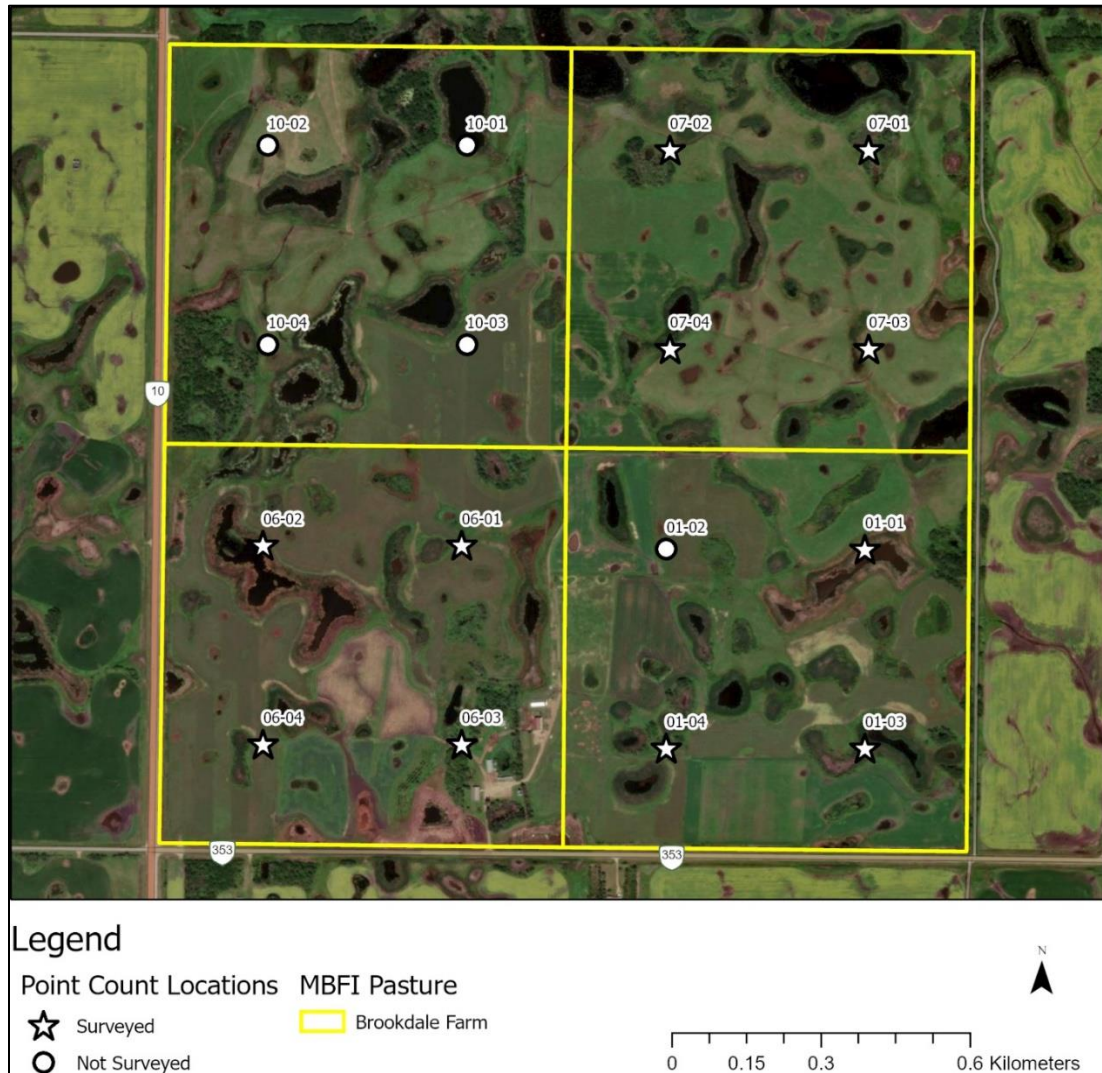 10-02
10-01
07-02
07-01
10-04
10-03
07-04
07-03
10
06-02
06-01
01-02
01-01
06-04
06-03
01-04
01-03
353
353
Legend
Point Count Locations
Surveyed
Not Surveyed
MBFI Pasture
Brookdale Farm
N
0 0.15 0.3 0.6 Kilometers